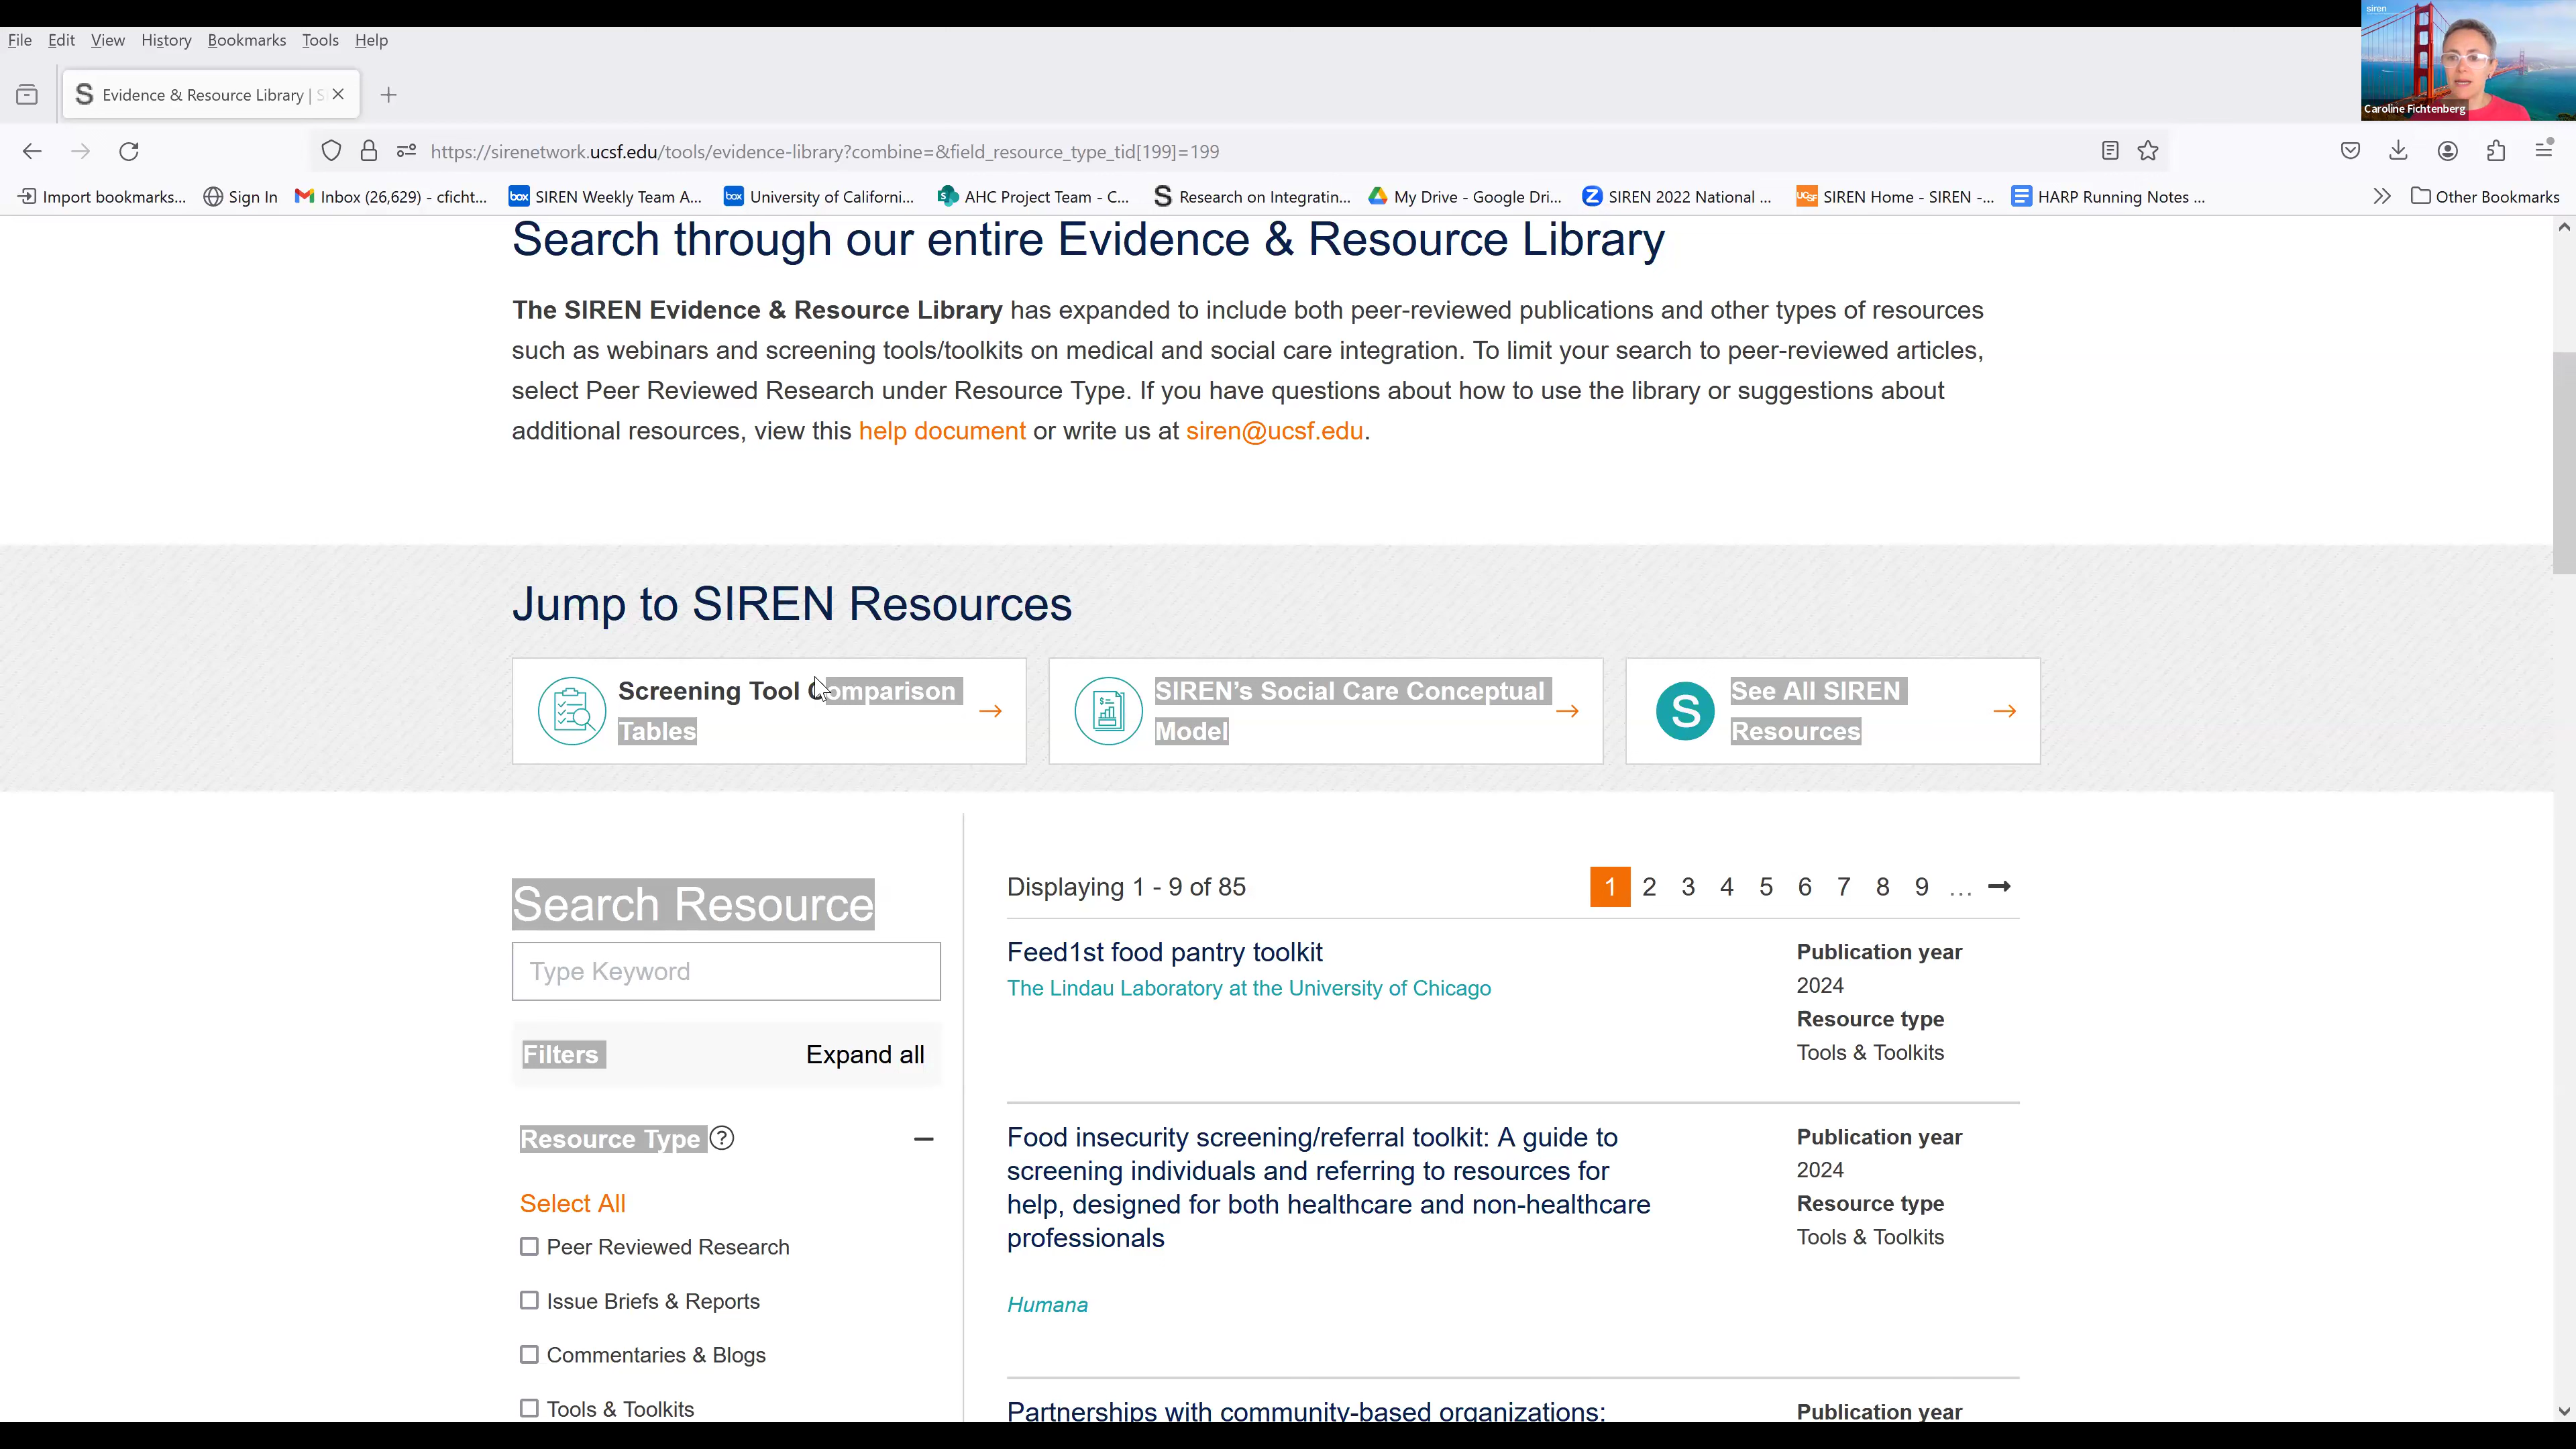 siren
Caroline Fichtenberg
File Edit View History Bookmarks Tools Help
S Evidence & Resource Library | S
https://sirenetwork.ucsf.edu/tools/evidence-library?combine=&field_resource_type_tid[199]=199
Import bookmarks... Sign In Inbox (26,629) - cficht... box SIREN Weekly Team A... box University of Californi... S AHC Project Team - C... S Research on Integratin... My Drive - Google Dri... Z SIREN 2022 National ... UCSF SIREN Home - SIREN -... HARP Running Notes ... Other Bookmarks
Search through our entire Evidence & Resource Library
The SIREN Evidence & Resource Library has expanded to include both peer-reviewed publications and other types of resources
such as webinars and screening tools/toolkits on medical and social care integration. To limit your search to peer-reviewed articles,
select Peer Reviewed Research under Resource Type. If you have questions about how to use the library or suggestions about
additional resources, view this help document or write us at siren@ucsf.edu.
Jump to SIREN Resources
Screening Tool Comparison
Tables
SIREN's Social Care Conceptual
Model
S
See All SIREN
Resources
Search Resource
Type Keyword
Filters Expand all
Resource Type ?
Select All
Peer Reviewed Research
Issue Briefs & Reports
Commentaries & Blogs
Tools & Toolkits
Displaying 1 - 9 of 85
1 2 3 4 5 6 7 8 9 ...
Feed1st food pantry toolkit
The Lindau Laboratory at the University of Chicago
Publication year
2024
Resource type
Tools & Toolkits
Food insecurity screening/referral toolkit: A guide to
screening individuals and referring to resources for
help, designed for both healthcare and non-healthcare
professionals
Humana
Publication year
2024
Resource type
Tools & Toolkits
Partnerships with community-based organizations:
Publication year